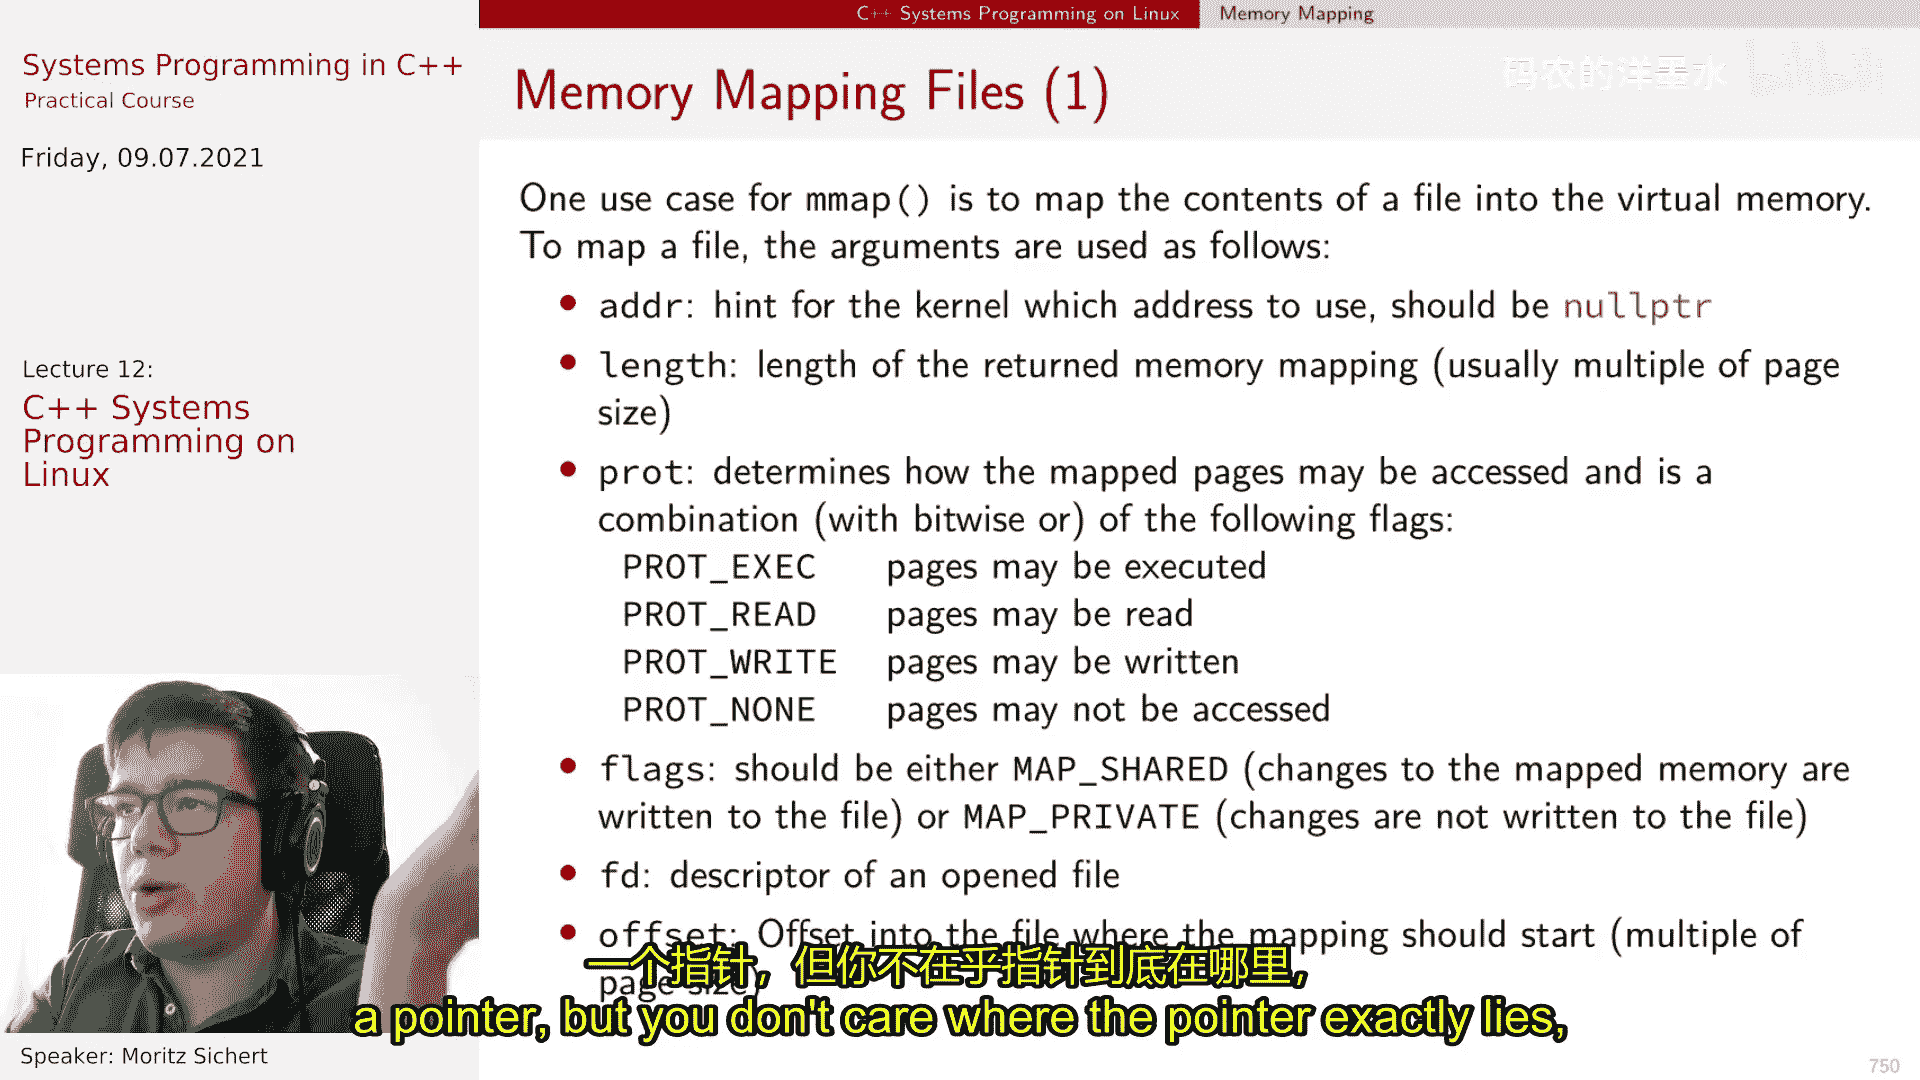 C++ Systems Programming on Linux
Memory Mapping
Systems Programming in C++
Practical Course
Friday, 09.07.2021
Lecture 12:
C++ Systems
Programming on
Linux
Speaker: Moritz Sichert
码农的洋墨水
Memory Mapping Files (1)
One use case for mmap() is to map the contents of a file into the virtual memory.
To map a file, the arguments are used as follows:
• addr: hint for the kernel which address to use, should be nullptr
• length: length of the returned memory mapping (usually multiple of page
size)
• prot: determines how the mapped pages may be accessed and is a
combination (with bitwise or) of the following flags:
PROT_EXEC pages may be executed
PROT_READ pages may be read
PROT_WRITE pages may be written
PROT_NONE pages may not be accessed
• flags: should be either MAP_SHARED (changes to the mapped memory are
written to the file) or MAP_PRIVATE (changes are not written to the file)
• fd: descriptor of an opened file
• offset: Offset into the file where the mapping should start (multiple of
page size)
一个指针，但你不在乎指针到底在哪里，
a pointer, but you don't care where the pointer exactly lies,
750